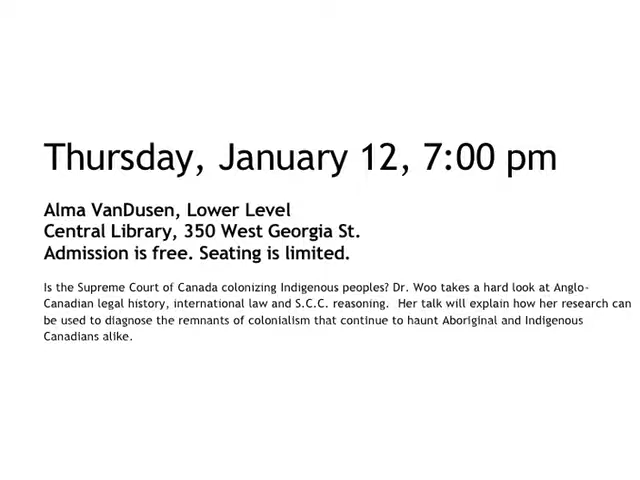 Thursday, January 12, 7:00 pm
Alma VanDusen, Lower Level
Central Library, 350 West Georgia St.
Admission is free. Seating is limited.
Is the Supreme Court of Canada colonizing Indigenous peoples? Dr. Woo takes a hard look at Anglo-
Canadian legal history, international law and S.C.C. reasoning.  Her talk will explain how her research can
be used to diagnose the remnants of colonialism that continue to haunt Aboriginal and Indigenous
Canadians alike.